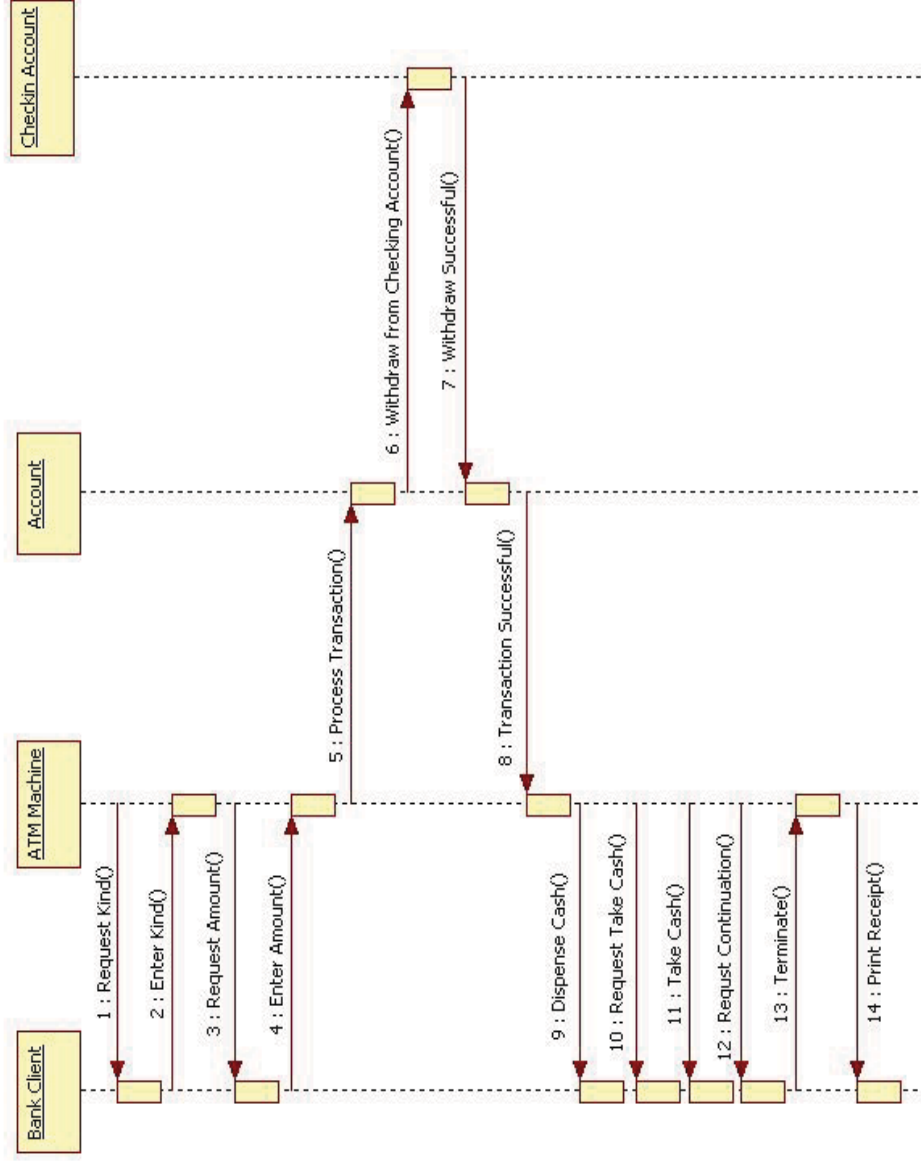 Bank Client
ATM Machine
Account
Checkin Account
1 : Request Kind()
2 : Enter Kind()
3 : Request Amount()
4 : Enter Amount()
5 : Process Transaction()
6 : Withdraw from Checking Account()
7 : Withdraw Successful()
8 : Transaction Successful()
9 : Dispense Cash()
10 : Request Take Cash()
11 : Take Cash()
12 : Requst Continuation()
13 : Terminate()
14 : Print Receipt()